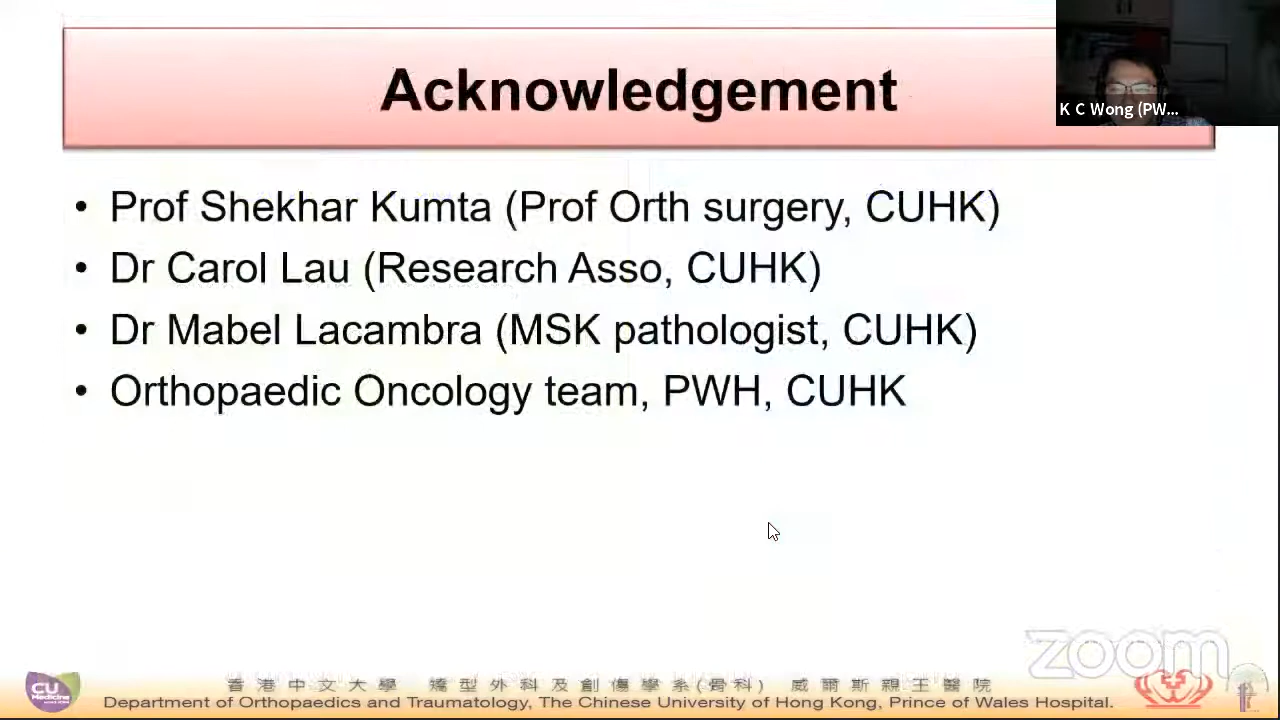 Acknowledgement
K C Wong (PW...
• Prof Shekhar Kumta (Prof Orth surgery, CUHK)
• Dr Carol Lau (Research Asso, CUHK)
• Dr Mabel Lacambra (MSK pathologist, CUHK)
• Orthopaedic Oncology team, PWH, CUHK
zoom
CU
Medicine
香港中文大學 矯型外科及創傷學系(骨科) 威爾斯親王醫院
Department of Orthopaedics and Traumatology, The Chinese University of Hong Kong, Prince of Wales Hospital.